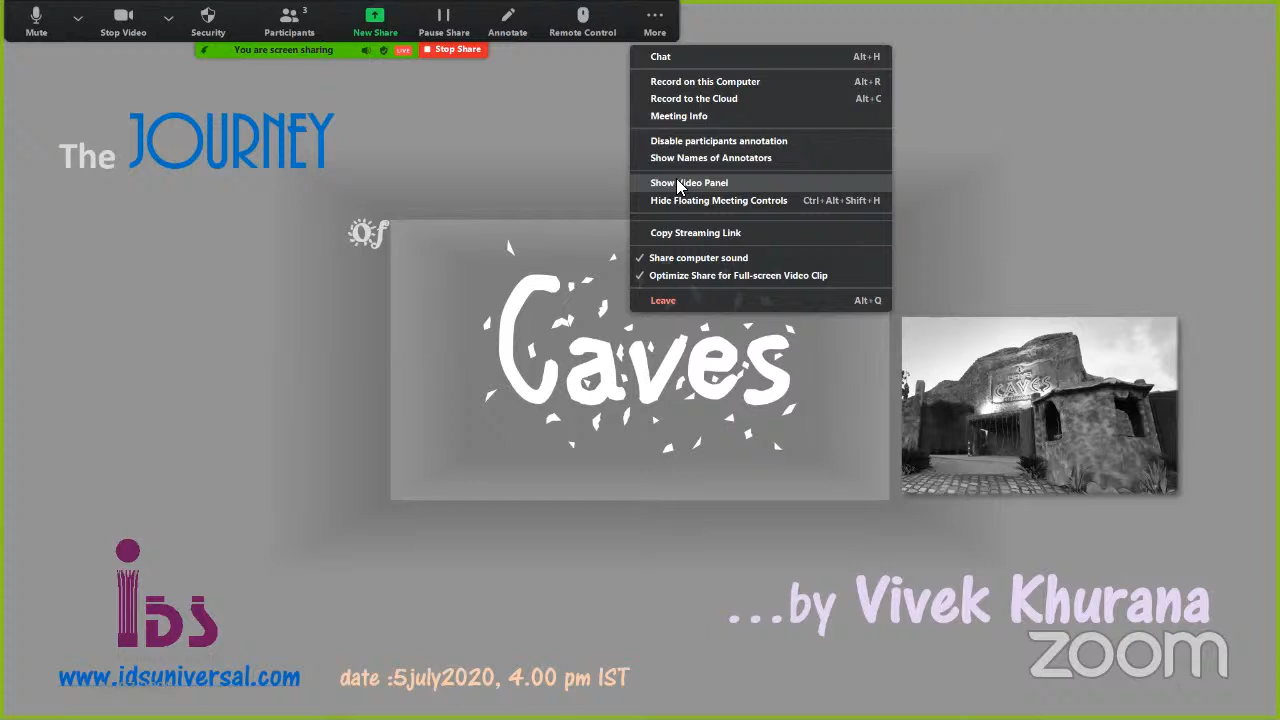 3
Mute
Stop Video
Security
Participants
New Share
Pause Share
Annotate
Remote Control
More
You are screen sharing
LIVE
Stop Share
Chat Alt+H
Record on this Computer Alt+R
Record to the Cloud Alt+C
Meeting Info
Disable participants annotation
Show Names of Annotators
Show Video Panel
Hide Floating Meeting Controls Ctrl+Alt+Shift+H
Copy Streaming Link
Share computer sound
Optimize Share for Full-screen Video Clip
Leave Alt+Q
The JOURNEY
Of
Caves
CAVES
IDS
...by Vivek Khurana
zoom
www.idsuniversal.com
date :5july2020, 4.00 pm IST